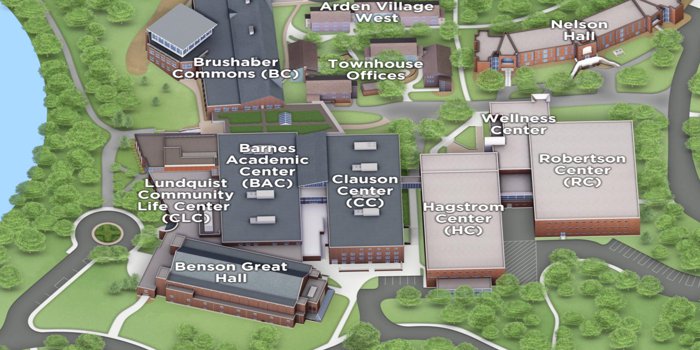 Arden Village
West
Nelson
Hall
Brushaber
Commons (BC)
Townhouse
Offices
Wellness
Center
Barnes
Academic
Center
(BAC)
Clauson
Center
(CC)
Robertson
Center
(RC)
Lundquist
Community
Life Center
(CLC)
Hagstrom
Center
(HC)
Benson Great
Hall